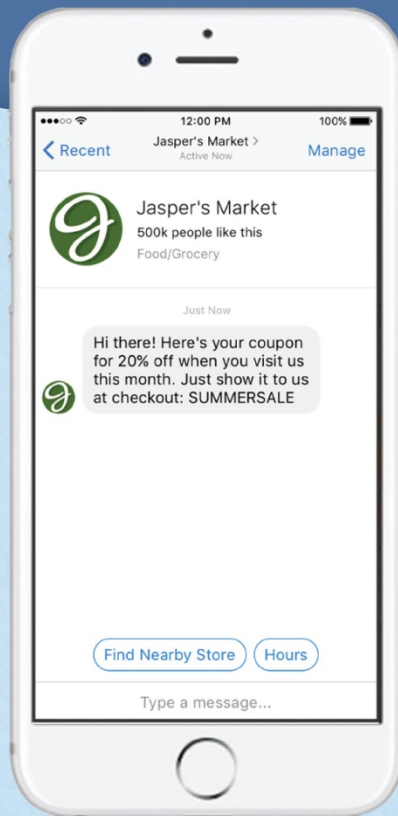 12:00 PM
100%
Recent
Jasper's Market >
Active Now
Manage
Jasper's Market
500k people like this
Food/Grocery
Just Now
Hi there! Here's your coupon
for 20% off when you visit us
this month. Just show it to us
at checkout: SUMMERSALE
Find Nearby Store
Hours
Type a message...